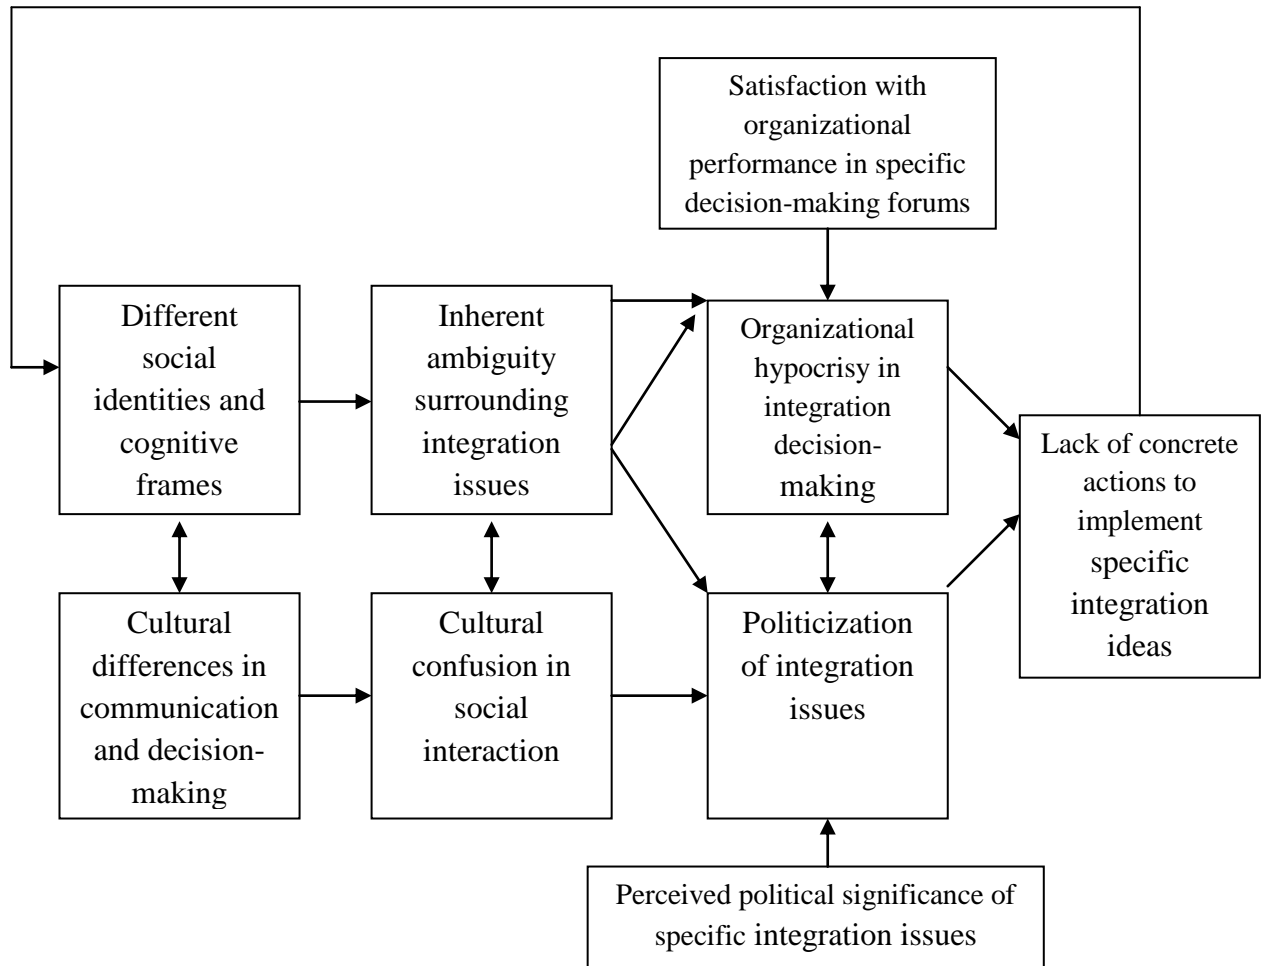 Satisfaction with
organizational
performance in specific
decision-making forums
Different
social
identities and
cognitive
frames
Inherent
ambiguity
surrounding
integration
issues
Organizational
hypocrisy in
integration
decision-
making
Lack of concrete
actions to
implement
specific
integration
ideas
Cultural
differences in
communication
and decision-
making
Cultural
confusion in
social
interaction
Politicization
of integration
issues
Perceived political significance of
specific integration issues